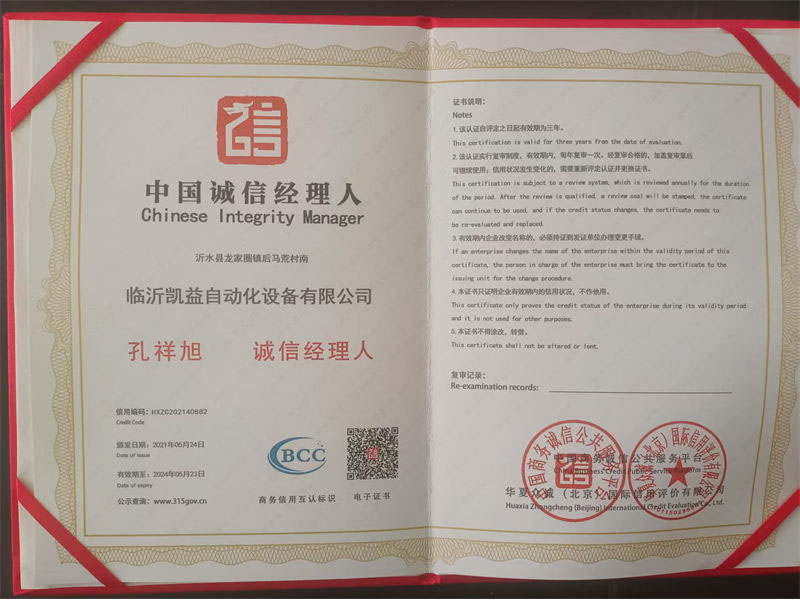 中国诚信经理人
Chinese Integrity Manager
沂水县龙家圈镇后马荒村南
临沂凯益自动化设备有限公司
孔祥旭 诚信经理人
信用编码：HXZC202140882
Credit Code
颁发日期：2021年05月24日
Date of issue
有效期至：2024年05月23日
Date of expiry
公示查询：www.315gov.cn
BCC
商务信用互认标识
电子证书
证书说明：
Notes
1.该认证自评定之日起有效期为三年。
This certification is valid for three years from the date of evaluation.
2.该认证实行复审制度，有效期内，每年复审一次。经复审合格的，加盖复审章后
可继续使用；信用状况发生变化的，需要重新评定认证并更换证书。
This certification is subject to a review system, which is reviewed annually for the duration
of the period. After the review is qualified, a review seal will be stamped, the certificate
can continue to be used, and if the credit status changes, the certificate needs to
be re-evaluated and replaced.
3.有效期内企业改变名称的，必须持证到发证单位办理变更手续。
If an enterprise changes the name of the enterprise within the validity period of this
certificate, the person in charge of the enterprise must bring the certificate to the
issuing unit for the change procedure.
4.本证书只证明企业有效期内的信用状况，不作他用。
This certificate only proves the credit status of the enterprise during its validity period
and it is not used for other purposes.
5.本证书不得涂改，转借。
This certificate shall not be altered or lent.
复审记录：
Re-examination records:
中国商务诚信公共服务平台
China Business Credit Public Service Platform
华夏众诚（北京）国际信用评价有限公司
Huaxia Zhongcheng (Beijing) International Credit Evaluation Co., Ltd.